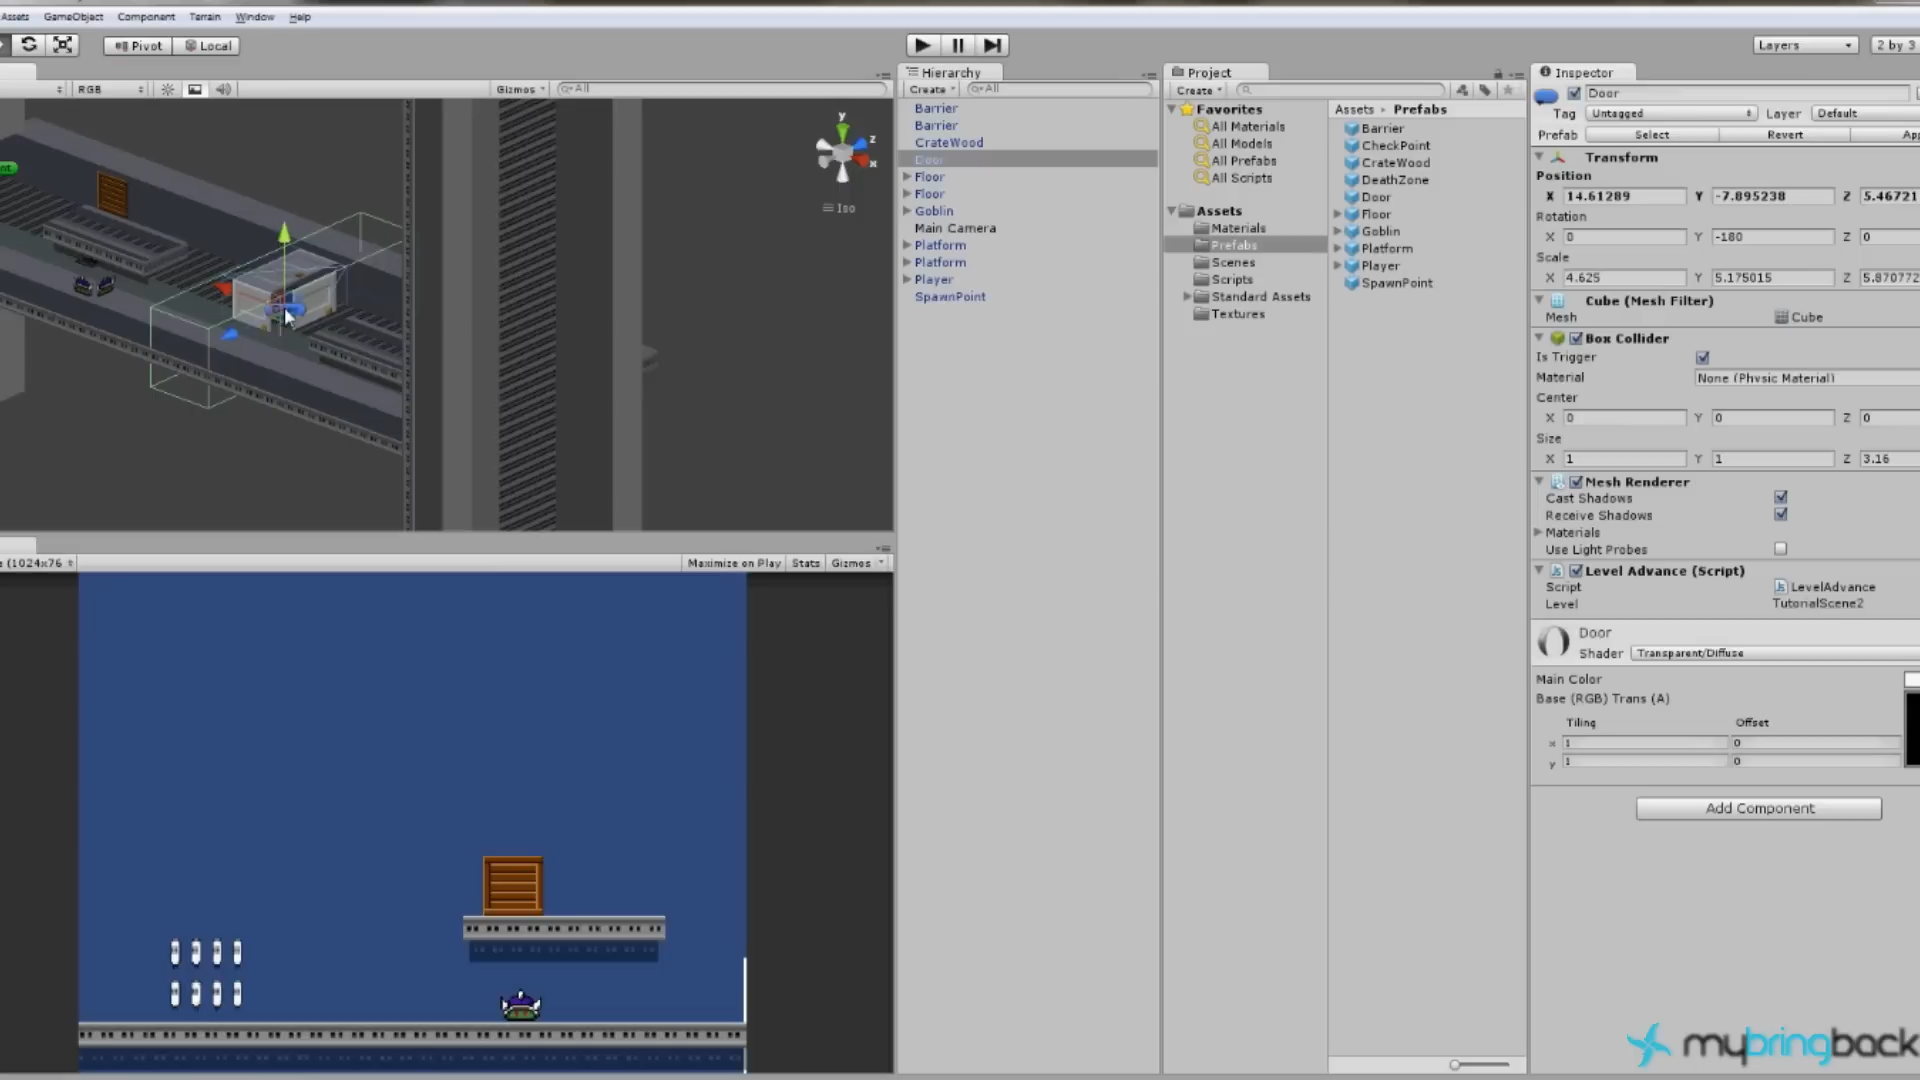 Assets GameObject Component Terrain Window Help
Pivot Local Layers 2 by 3
Hierarchy Project Inspector
RGB Gizmos All
Create All
Create
Barrier
Barrier
CrateWood
Door
Floor
Floor
Goblin
Main Camera
Platform
Platform
Player
SpawnPoint
y
z
x
Iso
Favorites
All Materials
All Models
All Prefabs
All Scripts
Assets
Materials
Prefabs
Scenes
Scripts
Standard Assets
Textures
Assets Prefabs
Barrier
CheckPoint
CrateWood
DeathZone
Door
Floor
Goblin
Platform
Player
SpawnPoint
Door
Tag Untagged Layer Default
Prefab Select Revert App
Transform
Position
X 14.61289 Y -7.895238 Z 5.46721
Rotation
X 0 Y -180 Z 0
Scale
X 4.625 Y 5.175015 Z 5.870772
Cube (Mesh Filter)
Mesh Cube
Box Collider
Is Trigger
Material None (Physic Material)
Center
X 0 Y 0 Z 0
Size
X 1 Y 1 Z 3.16
Mesh Renderer
Cast Shadows
Receive Shadows
Materials
Use Light Probes
Level Advance (Script)
Script LevelAdvance
Level TutorialScene2
Door
Shader Transparent/Diffuse
Main Color
Base (RGB) Trans (A)
Tiling Offset
x 1 0
y 1 0
Add Component
e (1024x76 Maximize on Play Stats Gizmos
mybringback